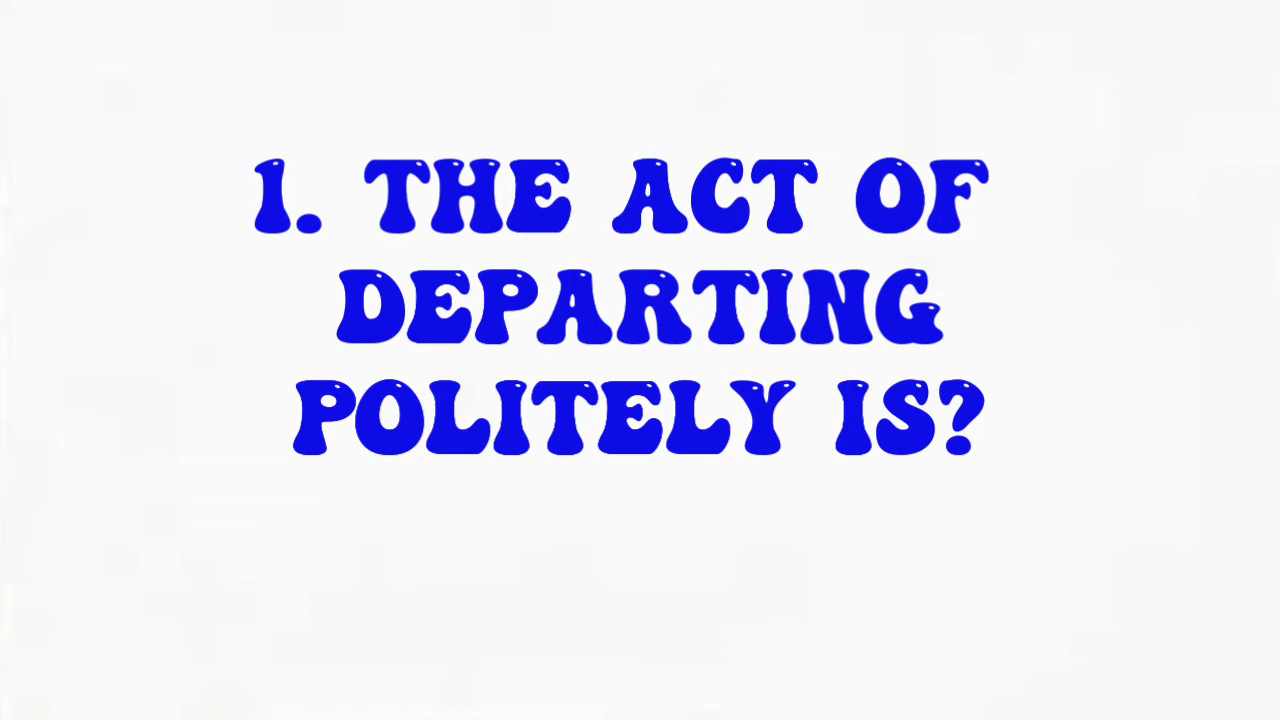 1. THE ACT OF
DEPARTING
POLITELY IS?